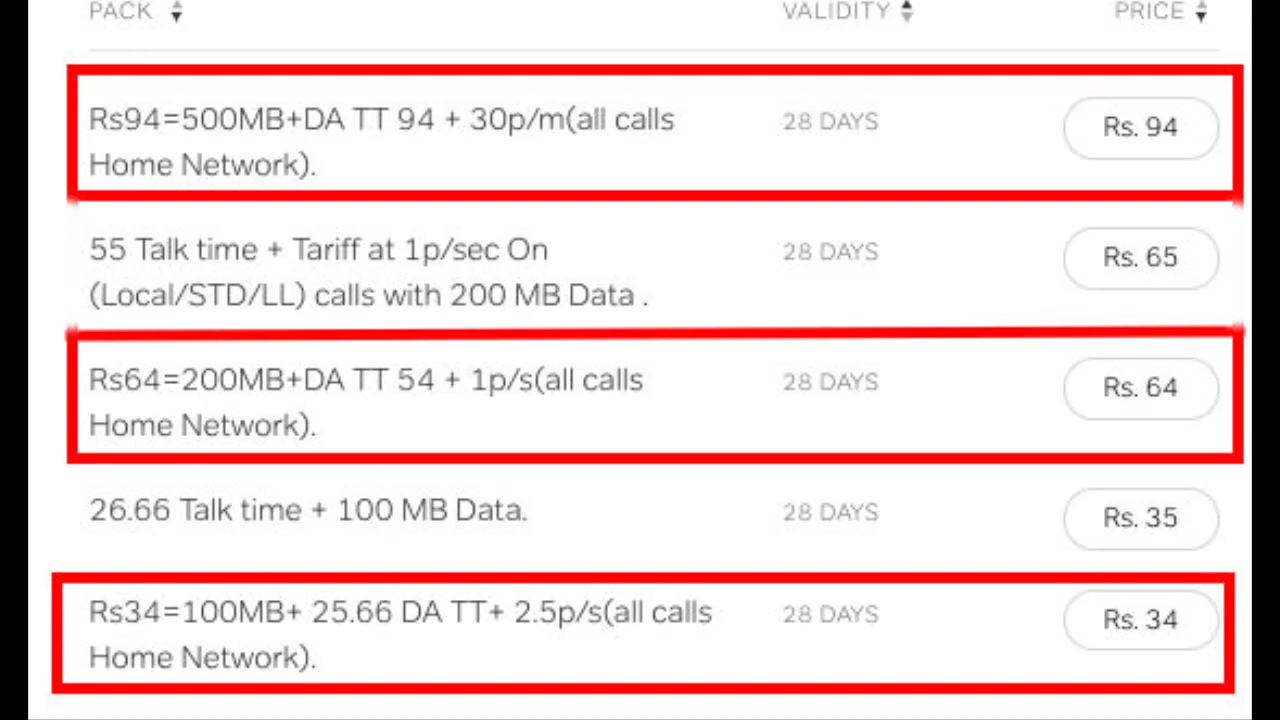 PACK VALIDITY PRICE
Rs94=500MB+DA TT 94 + 30p/m(all calls 28 DAYS Rs. 94
Home Network).
55 Talk time + Tariff at 1p/sec On 28 DAYS Rs. 65
(Local/STD/LL) calls with 200 MB Data .
Rs64=200MB+DA TT 54 + 1p/s(all calls 28 DAYS Rs. 64
Home Network).
26.66 Talk time + 100 MB Data. 28 DAYS Rs. 35
Rs34=100MB+ 25.66 DA TT+ 2.5p/s(all calls 28 DAYS Rs. 34
Home Network).